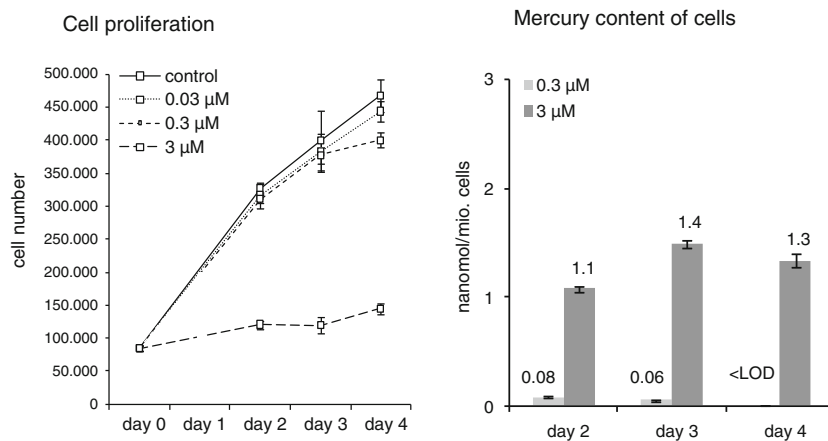 Cell proliferation
500.000
450.000
400.000
350.000
300.000
250.000
200.000
150.000
100.000
50.000
0
cell number
control
0.03 µM
0.3 µM
3 µM
day 0 day 1 day 2 day 3 day 4
Mercury content of cells
3
2
1
0
nanomol/mio. cells
0.3 µM
3 µM
0.08
1.1
0.06
1.4
<LOD
1.3
day 2 day 3 day 4